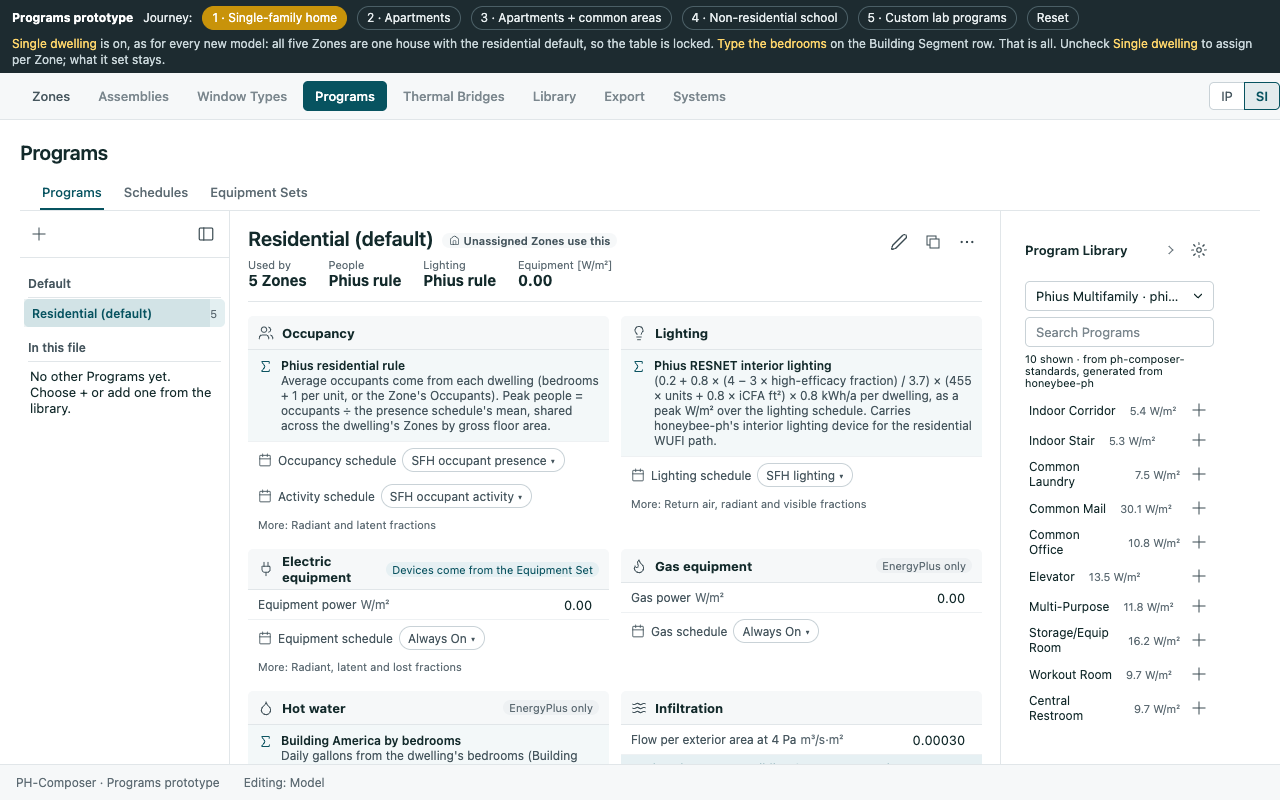 Programs prototype Journey: 1 · Single-family home 2 · Apartments 3 · Apartments + common areas 4 · Non-residential school 5 · Custom lab programs Reset
Single dwelling is on, as for every new model: all five Zones are one house with the residential default, so the table is locked. Type the bedrooms on the Building Segment row. That is all. Uncheck Single dwelling to assign
per Zone; what it set stays.
Zones Assemblies Window Types Programs Thermal Bridges Library Export Systems IP SI
Programs
Programs Schedules Equipment Sets
Default
Residential (default) 5
In this file
No other Programs yet.
Choose + or add one from the
library.
Residential (default) Unassigned Zones use this
Used by People Lighting Equipment [W/m²]
5 Zones Phius rule Phius rule 0.00
Occupancy
Phius residential rule
Average occupants come from each dwelling (bedrooms
+ 1 per unit, or the Zone's Occupants). Peak people =
occupants ÷ the presence schedule's mean, shared
across the dwelling's Zones by gross floor area.
Occupancy schedule SFH occupant presence ▾
Activity schedule SFH occupant activity ▾
More: Radiant and latent fractions
Lighting
Phius RESNET interior lighting
(0.2 + 0.8 × (4 − 3 × high-efficacy fraction) / 3.7) × (455
× units + 0.8 × iCFA ft²) × 0.8 kWh/a per dwelling, as a
peak W/m² over the lighting schedule. Carries
honeybee-ph's interior lighting device for the residential
WUFI path.
Lighting schedule SFH lighting ▾
More: Return air, radiant and visible fractions
Electric
equipment
Devices come from the Equipment Set
Equipment power W/m² 0.00
Equipment schedule Always On ▾
More: Radiant, latent and lost fractions
Gas equipment EnergyPlus only
Gas power W/m² 0.00
Gas schedule Always On ▾
Hot water EnergyPlus only
Building America by bedrooms
Daily gallons from the dwelling's bedrooms (Building
Infiltration
Flow per exterior area at 4 Pa m³/s·m² 0.00030
Program Library
Phius Multifamily · phi...
Search Programs
10 shown · from ph-composer-
standards, generated from
honeybee-ph
Indoor Corridor 5.4 W/m²
Indoor Stair 5.3 W/m²
Common
Laundry 7.5 W/m²
Common Mail 30.1 W/m²
Common
Office 10.8 W/m²
Elevator 13.5 W/m²
Multi-Purpose 11.8 W/m²
Storage/Equip
Room 16.2 W/m²
Workout Room 9.7 W/m²
Central
Restroom 9.7 W/m²
PH-Composer · Programs prototype Editing: Model